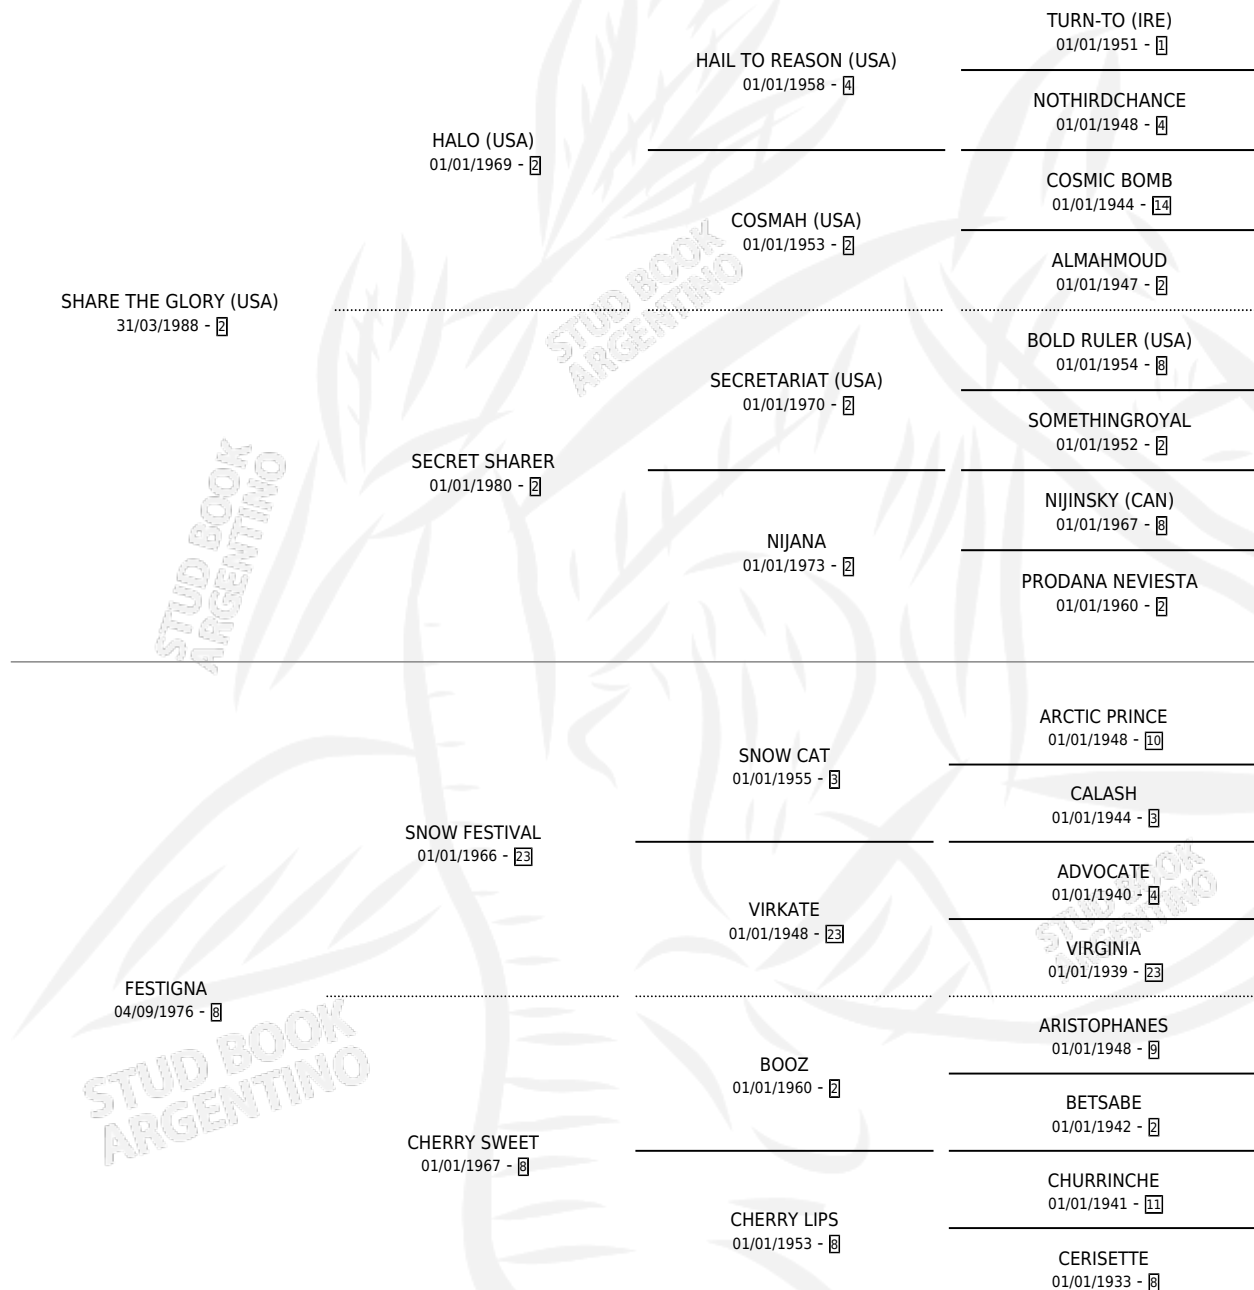 TURN-TO (IRE)
01/01/1951 - 1
HAIL TO REASON (USA)
01/01/1958 - 4
NOTHIRDCHANCE
01/01/1948 - 4
HALO (USA)
01/01/1969 - 2
COSMIC BOMB
01/01/1944 - 14
COSMAH (USA)
01/01/1953 - 2
ALMAHMOUD
01/01/1947 - 2
SHARE THE GLORY (USA)
31/03/1988 - 2
BOLD RULER (USA)
01/01/1954 - 8
SECRETARIAT (USA)
01/01/1970 - 2
SOMETHINGROYAL
01/01/1952 - 2
SECRET SHARER
01/01/1980 - 2
NIJINSKY (CAN)
01/01/1967 - 8
NIJANA
01/01/1973 - 2
PRODANA NEVIESTA
01/01/1960 - 2
ARCTIC PRINCE
01/01/1948 - 10
SNOW CAT
01/01/1955 - 3
CALASH
01/01/1944 - 3
SNOW FESTIVAL
01/01/1966 - 23
ADVOCATE
01/01/1940 - 4
VIRKATE
01/01/1948 - 23
VIRGINIA
01/01/1939 - 23
FESTIGNA
04/09/1976 - 8
ARISTOPHANES
01/01/1948 - 9
BOOZ
01/01/1960 - 2
BETSABE
01/01/1942 - 2
CHERRY SWEET
01/01/1967 - 8
CHURRINCHE
01/01/1941 - 11
CHERRY LIPS
01/01/1953 - 8
CERISETTE
01/01/1933 - 8
STUD BOOK
ARGENTINO
STUD BOOK
ARGENTINO
STUD BOOK
ARGENTINO
STUD BOOK
ARGENTINO